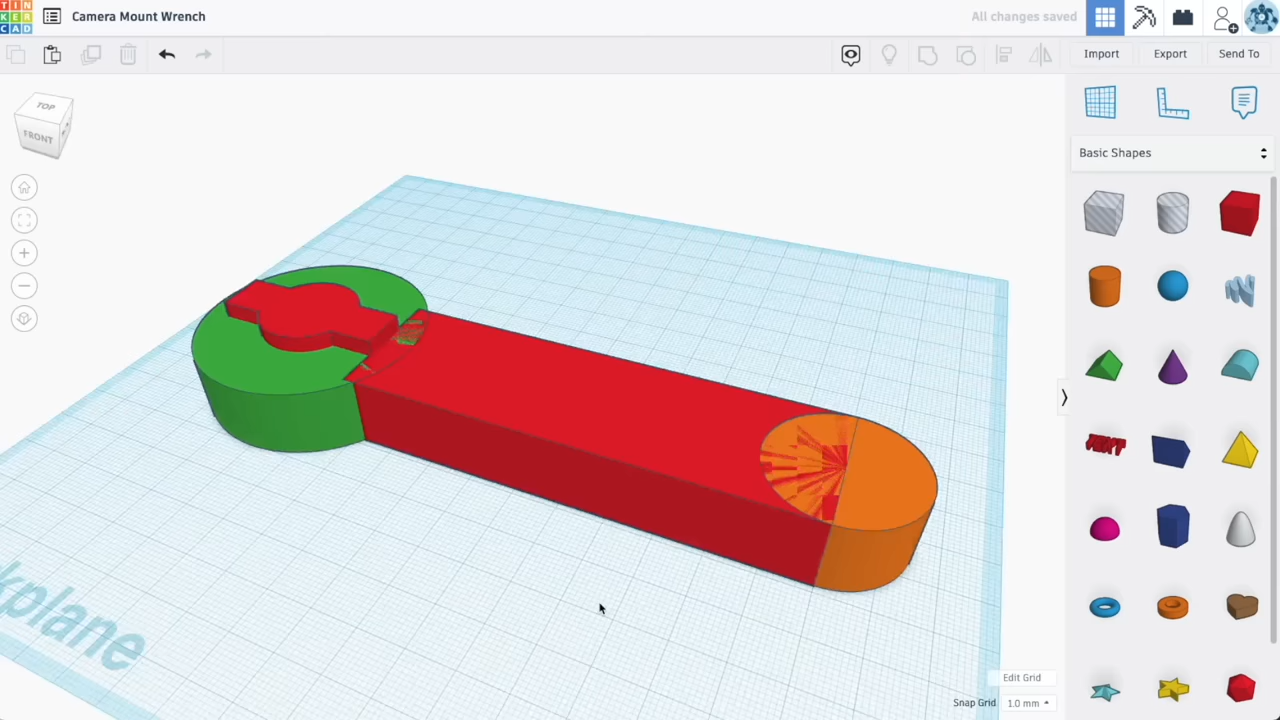 TIN
KER
CAD
Camera Mount Wrench
All changes saved
Import
Export
Send To
TOP
FRONT
Basic Shapes
TEXT
kplane
Edit Grid
Snap Grid
1.0 mm